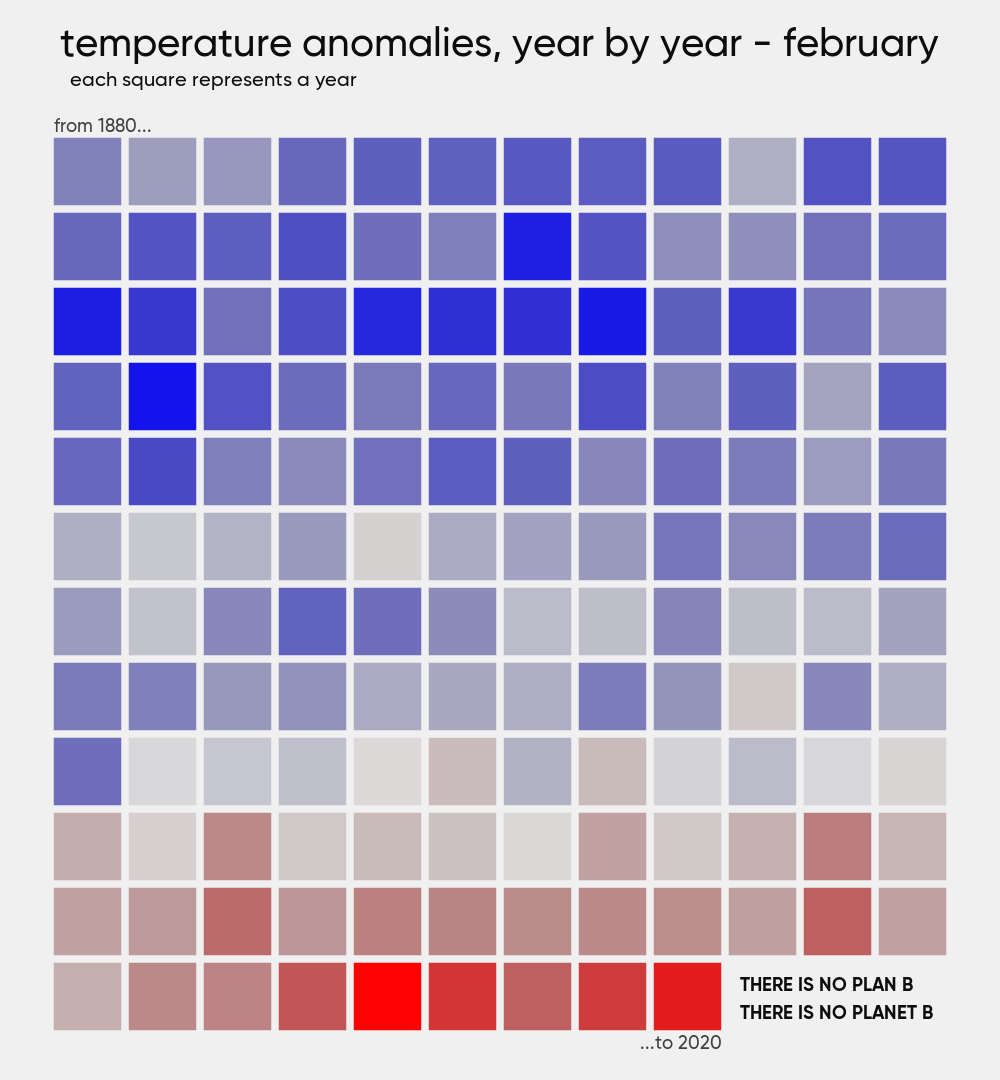 temperature anomalies, year by year - february
each square represents a year
from 1880...
THERE IS NO PLAN B
THERE IS NO PLANET B
...to 2020